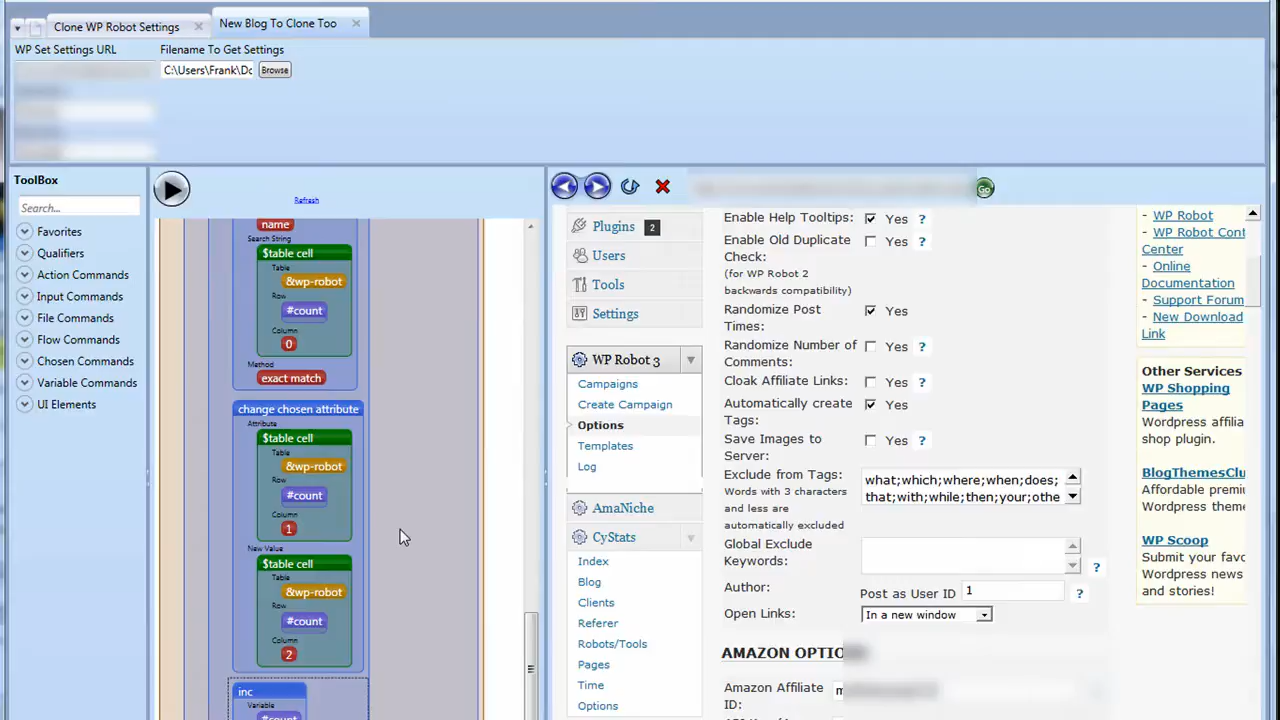 Clone WP Robot Settings
New Blog To Clone Too
WP Set Settings URL
Filename To Get Settings
C:\Users\Frank\Dc
Browse
ToolBox
Search...
Favorites
Qualifiers
Action Commands
Input Commands
File Commands
Flow Commands
Chosen Commands
Variable Commands
UI Elements
Refresh
name
Search String
$table cell
Table
&wp-robot
Row
#count
Column
0
Method
exact match
change chosen attribute
Attribute
$table cell
Table
&wp-robot
Row
#count
Column
1
New Value
$table cell
Table
&wp-robot
Row
#count
Column
2
inc
Variable
#count
Go
Plugins 2
Users
Tools
Settings
WP Robot 3
Campaigns
Create Campaign
Options
Templates
Log
AmaNiche
CyStats
Index
Blog
Clients
Referer
Robots/Tools
Pages
Time
Options
Enable Help Tooltips: Yes ?
Enable Old Duplicate Yes ?
Check:
(for WP Robot 2
backwards compatibility)
Randomize Post Yes
Times:
Randomize Number of Yes ?
Comments:
Cloak Affiliate Links: Yes ?
Automatically create Yes
Tags:
Save Images to Yes ?
Server:
Exclude from Tags: what;which;where;when;does;
Words with 3 characters that;with;while;then;your;othe
and less are
automatically excluded
Global Exclude
Keywords: ?
Author: Post as User ID 1 ?
Open Links: In a new window
AMAZON OPTIO
Amazon Affiliate
ID:
- WP Robot
- WP Robot Cont
Center
- Online
Documentation
- Support Forum
- New Download
Link
Other Services
WP Shopping
Pages
Wordpress affilia
shop plugin.
BlogThemesClu
Affordable premiu
Wordpress theme
WP Scoop
Submit your favo
Wordpress news
and stories!